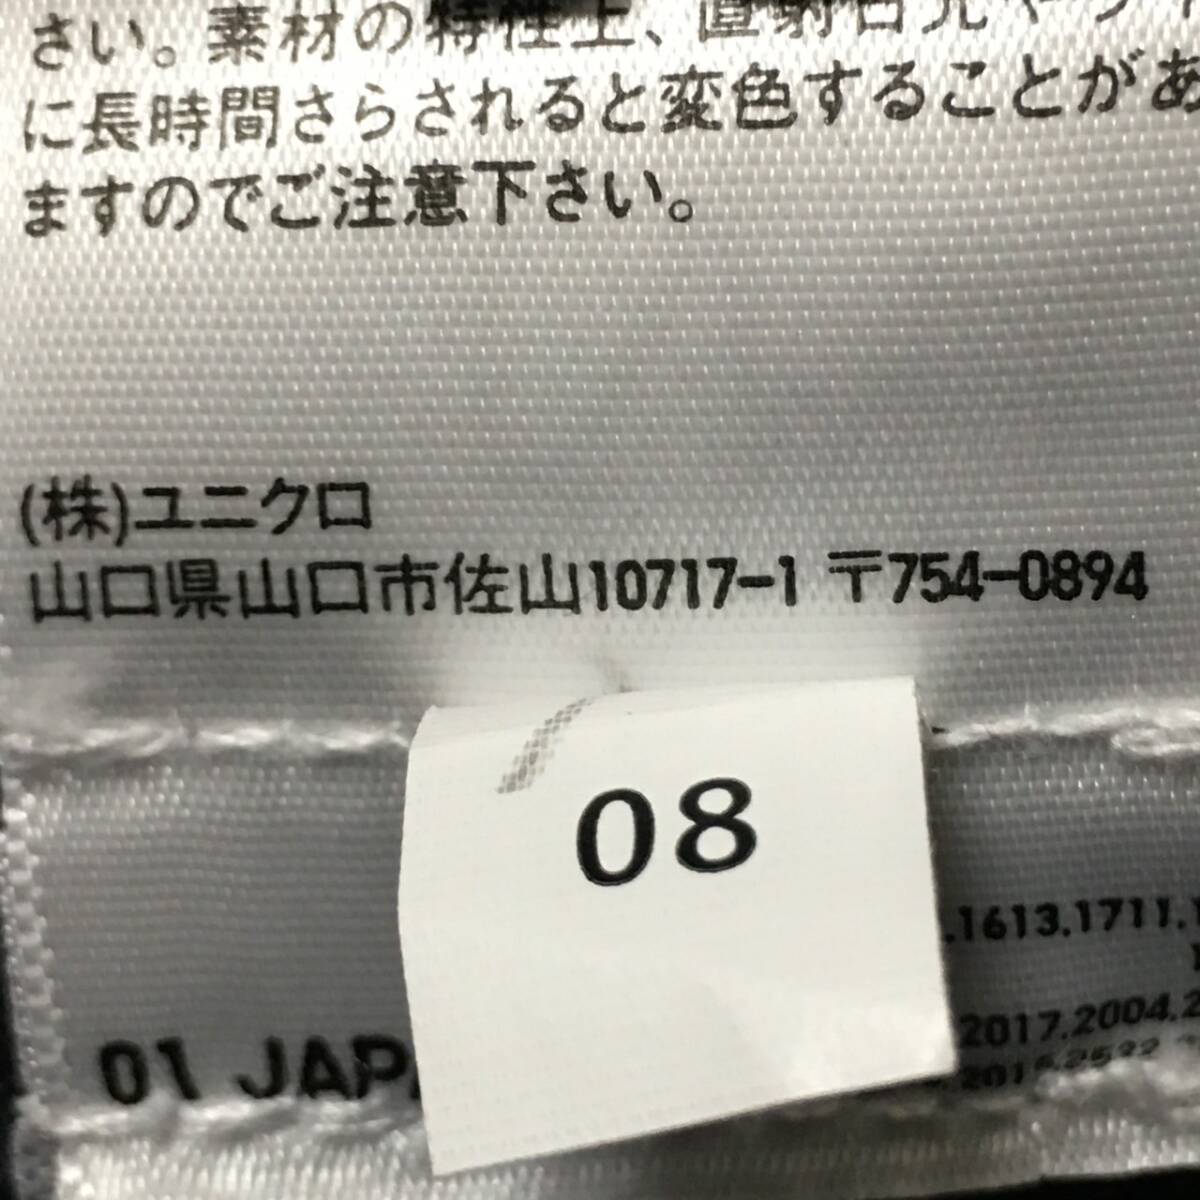 さい。素材の特性上、直射日光や
に長時間さらされると変色することがあ
ますのでご注意下さい。
(株)ユニクロ
山口県山口市佐山10717-1 〒754-0894
08
.1613.1711.
2017.2004.2
01 JAPA